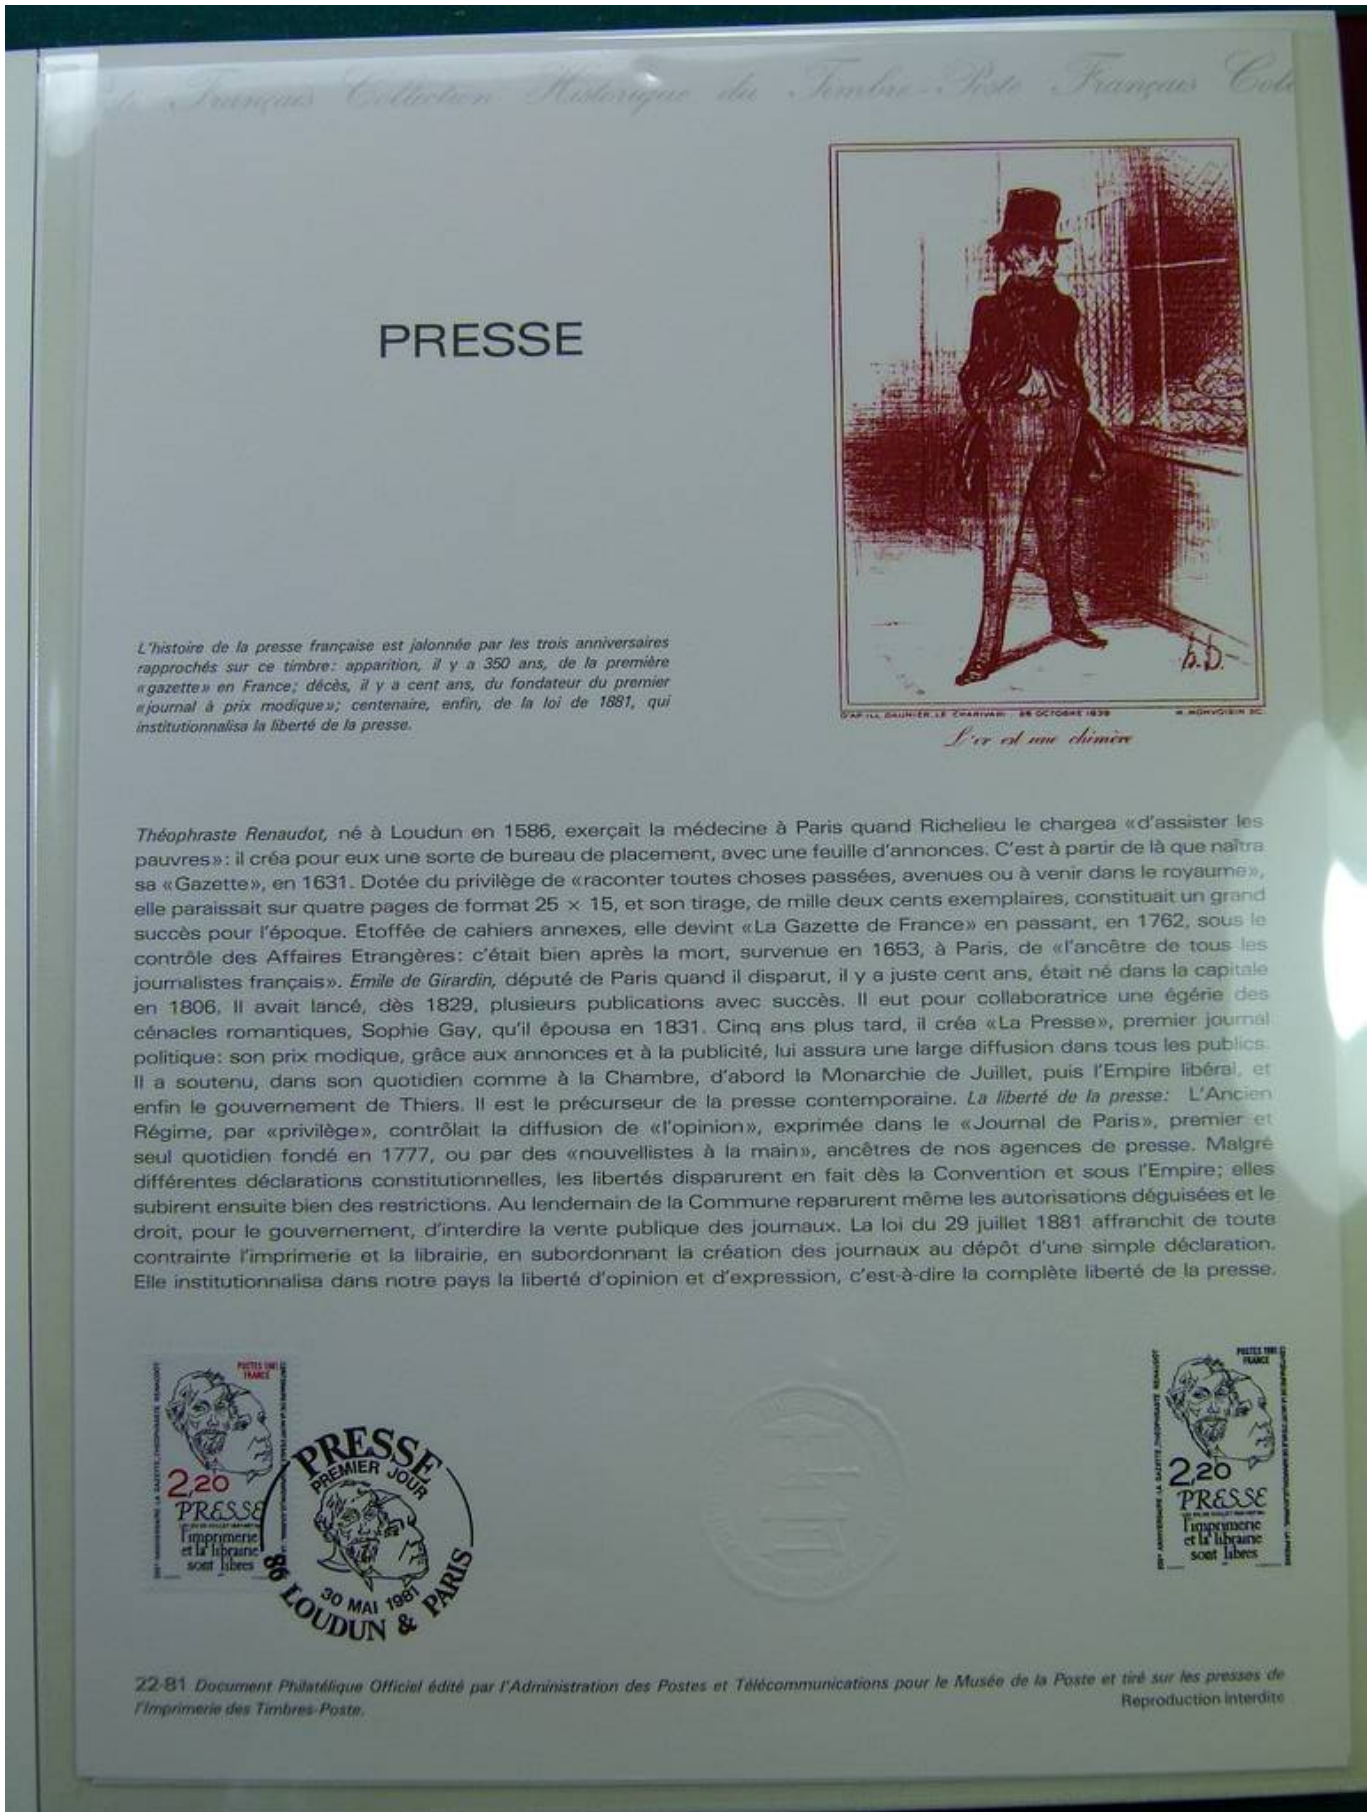 Français Collection Historique du Timbre-Poste Français
PRESSE
L'histoire de la presse française est jalonnée par les trois anniversaires
rapprochés sur ce timbre: apparition, il y a 350 ans, de la première
«gazette» en France; décès, il y a cent ans, du fondateur du premier
«journal à prix modique»; centenaire, enfin, de la loi de 1881, qui
institutionnalisa la liberté de la presse.
D'AP. ILL. DAUMIER. LE CHARIVARI 26 OCTOBRE 1839
h.D.
L'or est une chimère
Théophraste Renaudot, né à Loudun en 1586, exerçait la médecine à Paris quand Richelieu le chargea «d'assister les
pauvres»: il créa pour eux une sorte de bureau de placement, avec une feuille d'annonces. C'est à partir de là que naîtra
sa «Gazette», en 1631. Dotée du privilège de «raconter toutes choses passées, avenues ou à venir dans le royaume»,
elle paraissait sur quatre pages de format 25 × 15, et son tirage, de mille deux cents exemplaires, constituait un grand
succès pour l'époque. Etoffée de cahiers annexes, elle devint «La Gazette de France» en passant, en 1762, sous le
contrôle des Affaires Etrangères: c'était bien après la mort, survenue en 1653, à Paris, de «l'ancêtre de tous les
journalistes français». Emile de Girardin, député de Paris quand il disparut, il y a juste cent ans, était né dans la capitale
en 1806. Il avait lancé, dès 1829, plusieurs publications avec succès. Il eut pour collaboratrice une égérie des
cénacles romantiques, Sophie Gay, qu'il épousa en 1831. Cinq ans plus tard, il créa «La Presse», premier journal
politique: son prix modique, grâce aux annonces et à la publicité, lui assura une large diffusion dans tous les publics.
Il a soutenu, dans son quotidien comme à la Chambre, d'abord la Monarchie de Juillet, puis l'Empire libéral, et
enfin le gouvernement de Thiers. Il est le précurseur de la presse contemporaine. La liberté de la presse: L'Ancien
Régime, par «privilège», contrôlait la diffusion de «l'opinion», exprimée dans le «Journal de Paris», premier et
seul quotidien fondé en 1777, ou par des «nouvellistes à la main», ancêtres de nos agences de presse. Malgré
différentes déclarations constitutionnelles, les libertés disparurent en fait dès la Convention et sous l'Empire; elles
subirent ensuite bien des restrictions. Au lendemain de la Commune reparurent même les autorisations déguisées et le
droit, pour le gouvernement, d'interdire la vente publique des journaux. La loi du 29 juillet 1881 affranchit de toute
contrainte l'imprimerie et la librairie, en subordonnant la création des journaux au dépôt d'une simple déclaration.
Elle institutionnalisa dans notre pays la liberté d'opinion et d'expression, c'est-à-dire la complète liberté de la presse.
POSTES 1981
FRANCE
2,20
PRESSE
l'imprimerie
et la librairie
sont libres
PRESSE
PREMIER JOUR
30 MAI 1981
86 LOUDUN & PARIS
POSTES 1981
FRANCE
350e ANNIVERSAIRE LA GAZETTE THÉOPHRASTE RENAUDOT
2,20
PRESSE
l'imprimerie
et la librairie
sont libres
22-81 Document Philatélique Officiel édité par l'Administration des Postes et Télécommunications pour le Musée de la Poste et tiré sur les presses de
l'Imprimerie des Timbres-Poste.
Reproduction interdite